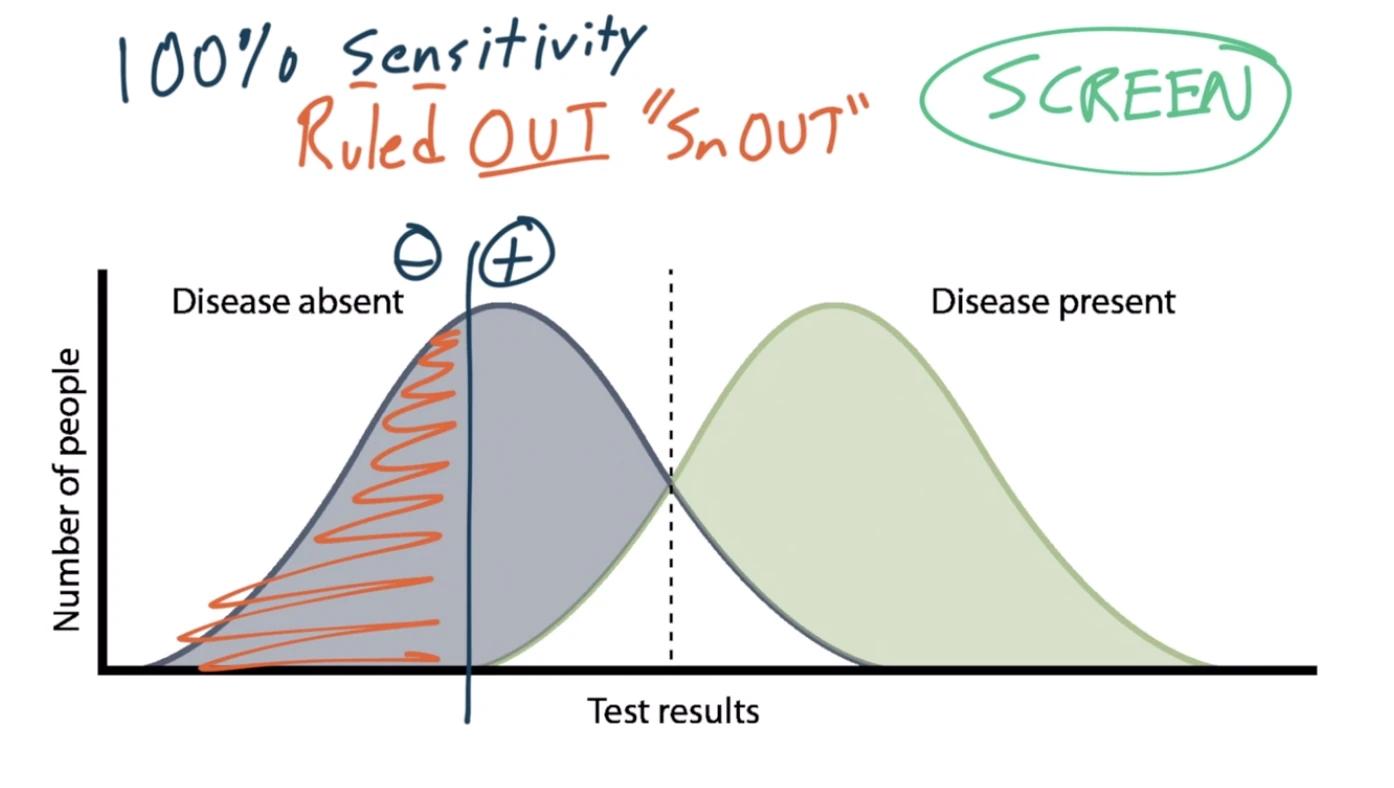 100% Sensitivity
Ruled OUT "SnOUT"
SCREEN
⊖ ⊕
Disease absent
Disease present
Number of people
Test results